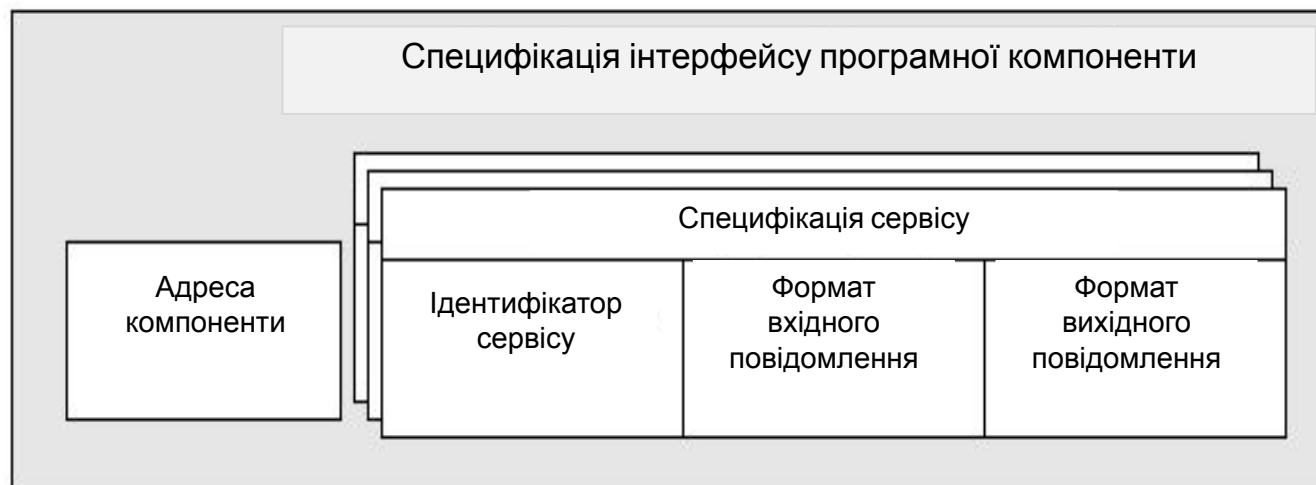 Специфікація інтерфейсу програмної компоненти
Специфікація сервісу
Адреса
компоненти
Ідентифікатор
сервісу
Формат
вхідного
повідомлення
Формат
вихідного
повідомлення